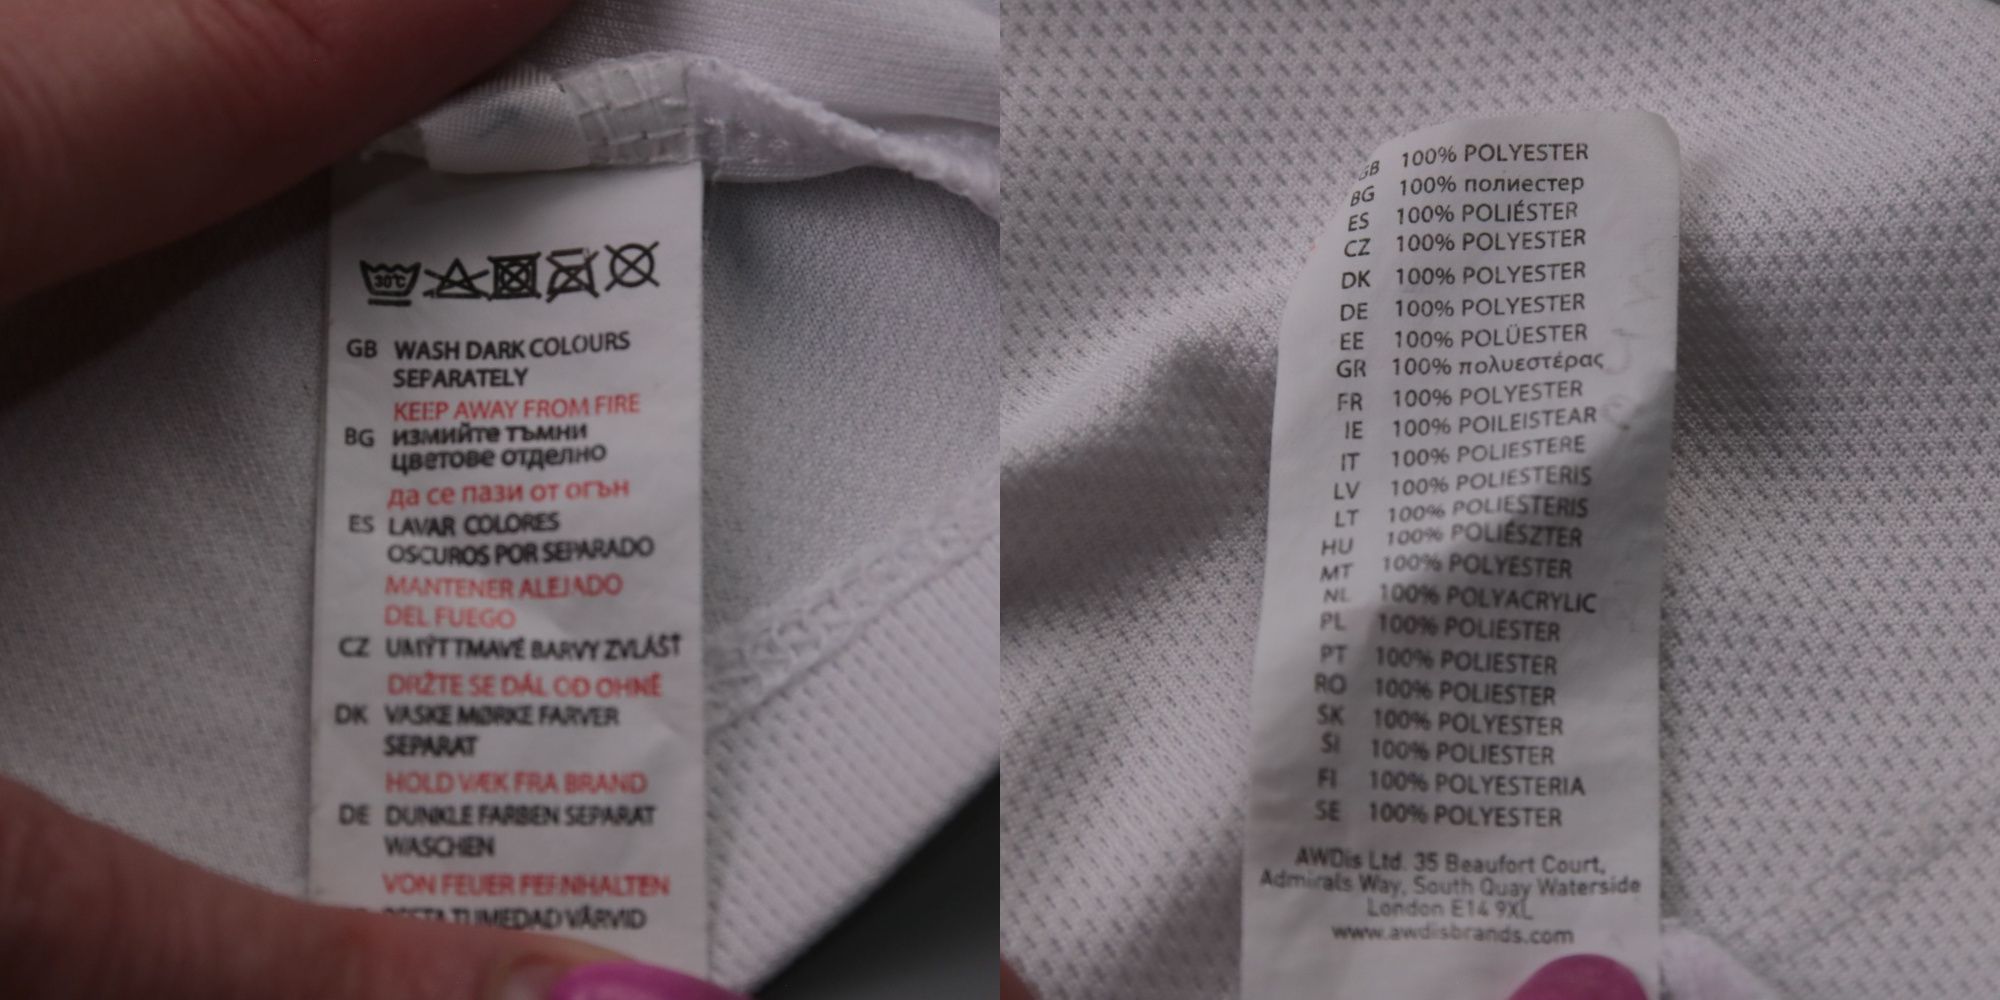 30°C
GB WASH DARK COLOURS
SEPARATELY
KEEP AWAY FROM FIRE
BG измийте тъмни
цветове отделно
да се пази от огън
ES LAVAR COLORES
OSCUROS POR SEPARADO
MANTENER ALEJADO
DEL FUEGO
CZ UMÝT TMAVÉ BARVY ZVLÁŠŤ
DRŽTE SE DÁL OD OHNĚ
DK VASKE MØRKE FARVER
SEPARAT
HOLD VÆK FRA BRAND
DE DUNKLE FARBEN SEPARAT
WASCHEN
VON FEUER FERNHALTEN
TUMEDAD VÄRVID
GB 100% POLYESTER
BG 100% полиестер
ES 100% POLIÉSTER
CZ 100% POLYESTER
DK 100% POLYESTER
DE 100% POLYESTER
EE 100% POLÜESTER
GR 100% πολυεστέρας
FR 100% POLYESTER
IE 100% POILEISTEAR
IT 100% POLIESTERE
LV 100% POLIESTERIS
LT 100% POLIESTERIS
HU 100% POLIÉSZTER
MT 100% POLYESTER
NL 100% POLYACRYLIC
PL 100% POLIESTER
PT 100% POLIESTER
RO 100% POLIESTER
SK 100% POLYESTER
SI 100% POLIESTER
FI 100% POLYESTERIA
SE 100% POLYESTER
AWDis Ltd. 35 Beaufort Court,
Admirals Way, South Quay Waterside
London E14 9XL
www.awdisbrands.com